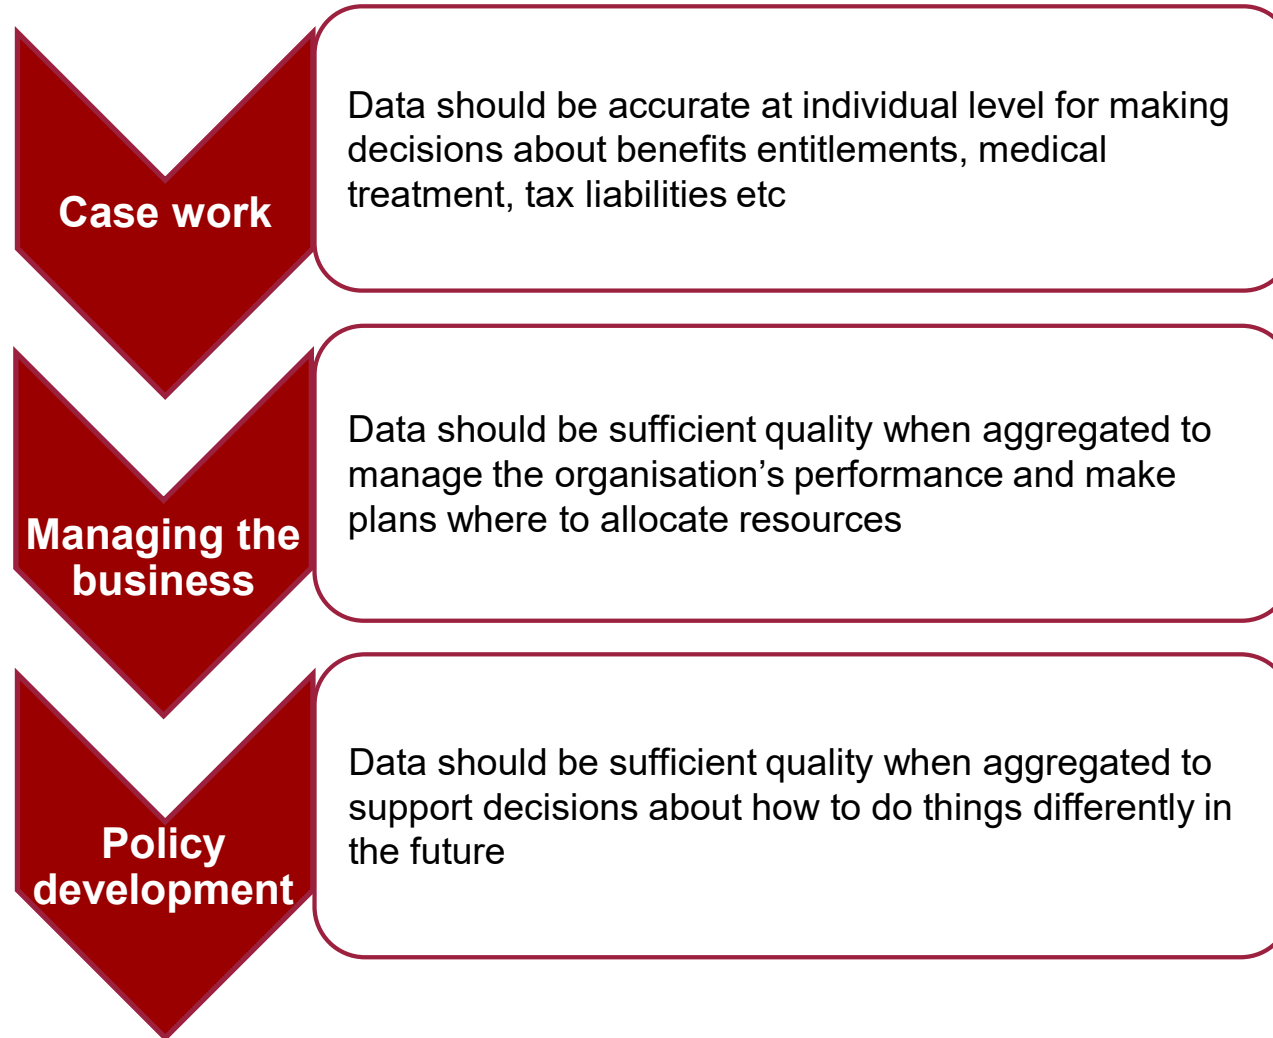 Case work
Data should be accurate at individual level for making
decisions about benefits entitlements, medical
treatment, tax liabilities etc
Managing the
business
Data should be sufficient quality when aggregated to
manage the organisation’s performance and make
plans where to allocate resources
Policy
development
Data should be sufficient quality when aggregated to
support decisions about how to do things differently in
the future